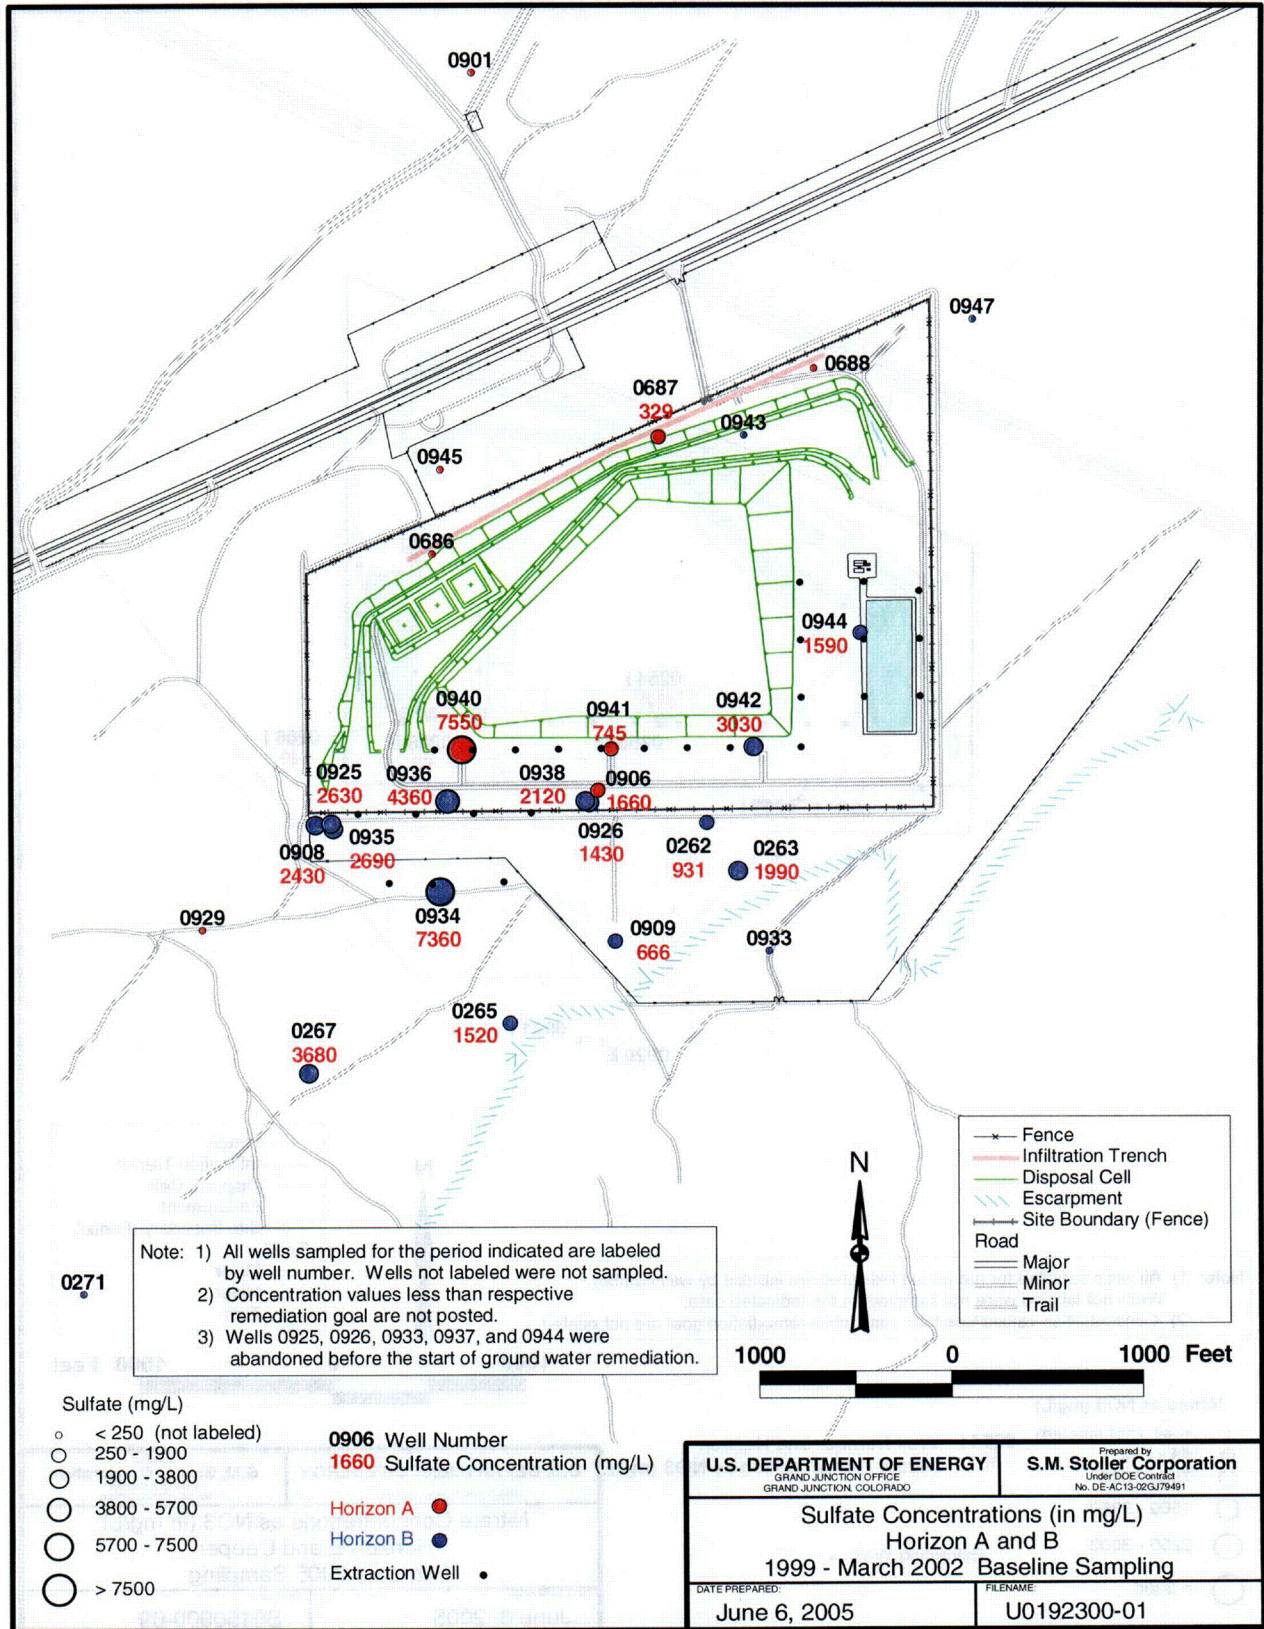 0901
0947
0688
0687
329
0943
0945
0686
0944
1590
0940
7550
0941
745
0942
3030
0925
2630
0936
4360
0938
2120
0906
1660
0908
2430
0935
2690
0926
1430
0262
931
0263
1990
0929
0934
7360
0909
666
0933
0265
1520
0267
3680
0271
Fence
Infiltration Trench
Disposal Cell
Escarpment
Site Boundary (Fence)
Road
Major
Minor
Trail
N
Note: 1) All wells sampled for the period indicated are labeled
by well number. Wells not labeled were not sampled.
2) Concentration values less than respective
remediation goal are not posted.
3) Wells 0925, 0926, 0933, 0937, and 0944 were
abandoned before the start of ground water remediation.
1000 0 1000 Feet
Sulfate (mg/L)
< 250 (not labeled)
250 - 1900
1900 - 3800
3800 - 5700
5700 - 7500
> 7500
0906 Well Number
1660 Sulfate Concentration (mg/L)
Horizon A
Horizon B
Extraction Well
U.S. DEPARTMENT OF ENERGY
GRAND JUNCTION OFFICE
GRAND JUNCTION, COLORADO
Prepared by
S.M. Stoller Corporation
Under DOE Contract
No. DE-AC13-02GJ79491
Sulfate Concentrations (in mg/L)
Horizon A and B
1999 - March 2002 Baseline Sampling
DATE PREPARED:
June 6, 2005
FILENAME:
U0192300-01